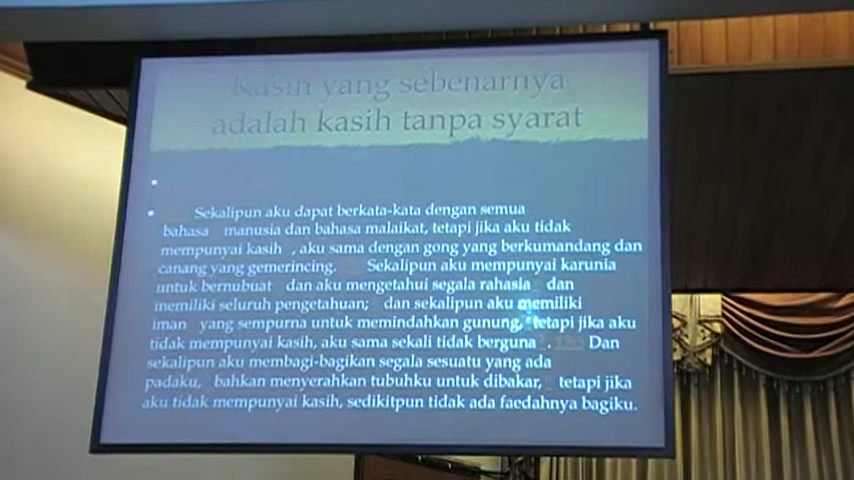 Kasih yang sebenarnya
adalah kasih tanpa syarat
Sekalipun aku dapat berkata-kata dengan semua
bahasa manusia dan bahasa malaikat, tetapi jika aku tidak
mempunyai kasih , aku sama dengan gong yang berkumandang dan
canang yang gemerincing. Sekalipun aku mempunyai karunia
untuk bernubuat dan aku mengetahui segala rahasia dan
memiliki seluruh pengetahuan; dan sekalipun aku memiliki
iman yang sempurna untuk memindahkan gunung, tetapi jika aku
tidak mempunyai kasih, aku sama sekali tidak berguna . 13:3 Dan
sekalipun aku membagi-bagikan segala sesuatu yang ada
padaku, bahkan menyerahkan tubuhku untuk dibakar, tetapi jika
aku tidak mempunyai kasih, sedikitpun tidak ada faedahnya bagiku.